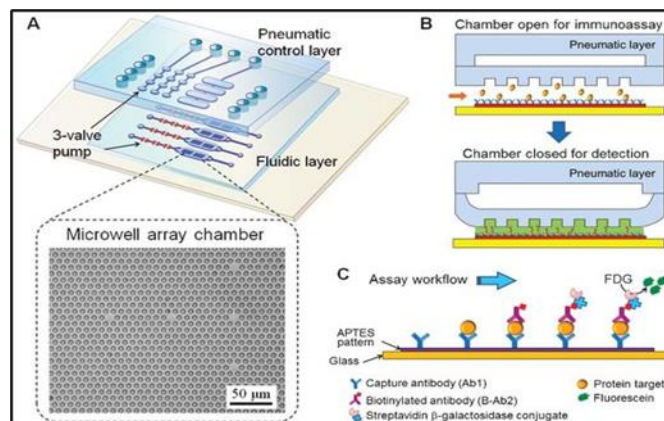 A
Pneumatic
control layer
3-valve
pump
Fluidic layer
Microwell array chamber
50 µm
B
Chamber open for immunoassay
Pneumatic layer
Chamber closed for detection
Pneumatic layer
C
Assay workflow
FDG
APTES
pattern
Glass
Capture antibody (Ab1)
Biotinylated antibody (B-Ab2)
Streptavidin β-galactosidase conjugate
Protein target
Fluorescein